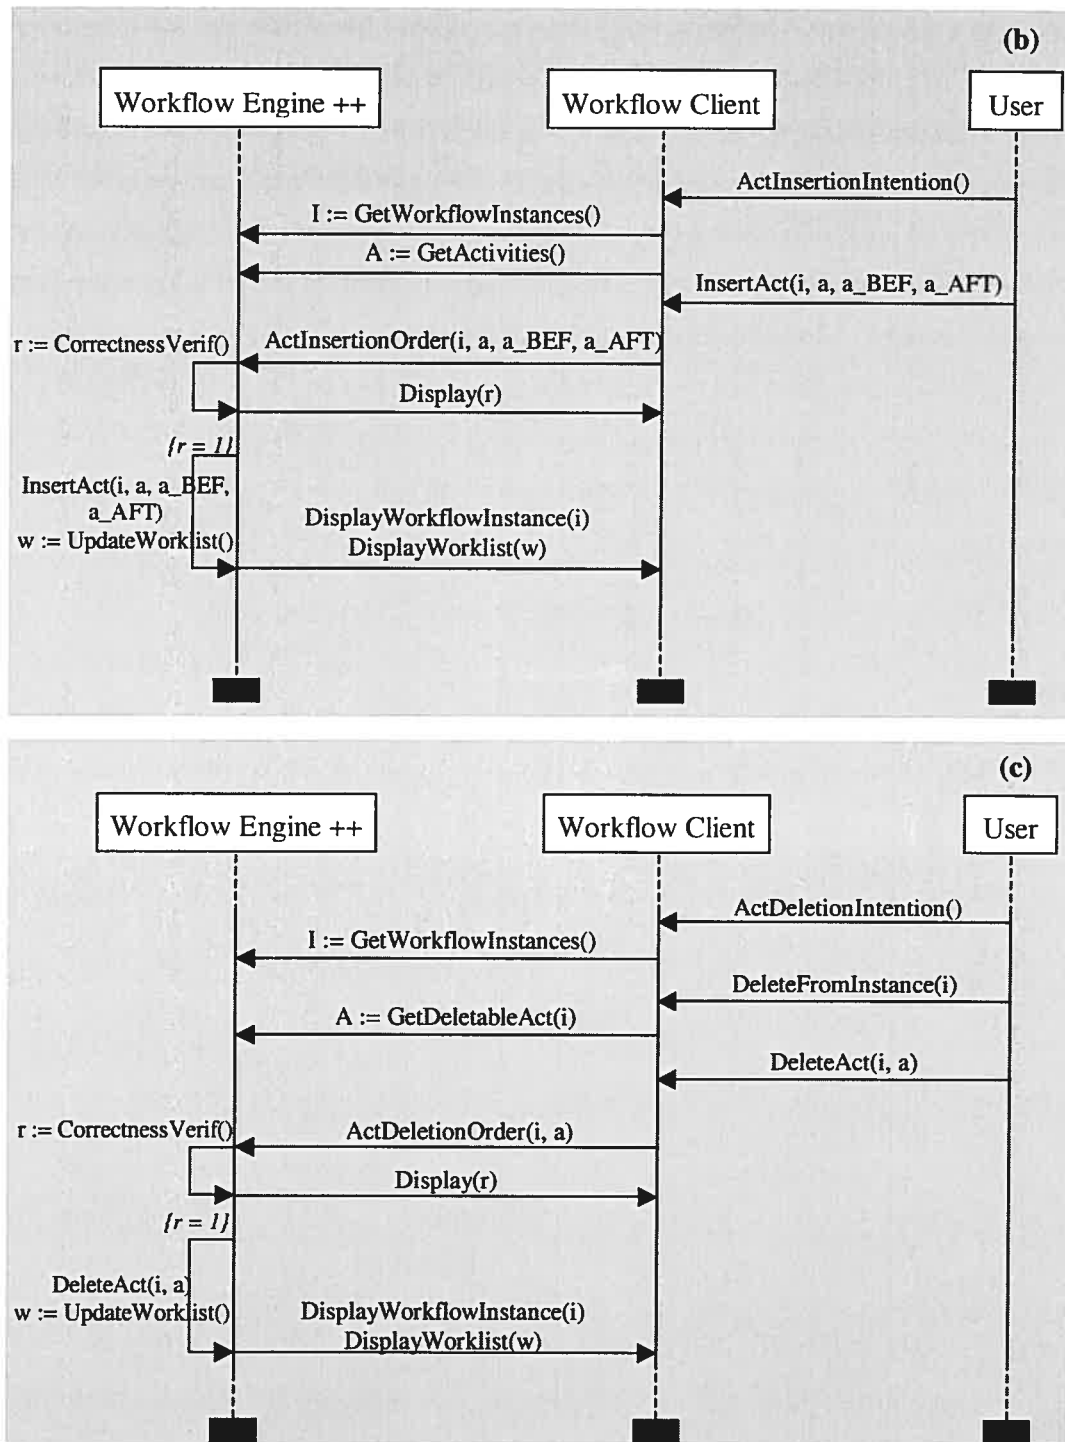 (b)
Workflow Engine ++
Workflow Client
User
ActInsertionIntention()
I := GetWorkflowInstances()
A := GetActivities()
InsertAct(i, a, a_BEF, a_AFT)
r := CorrectnessVerif()
ActInsertionOrder(i, a, a_BEF, a_AFT)
Display(r)
{r = 1}
InsertAct(i, a, a_BEF,
a_AFT)
w := UpdateWorklist()
DisplayWorkflowInstance(i)
DisplayWorklist(w)
(c)
Workflow Engine ++
Workflow Client
User
ActDeletionIntention()
I := GetWorkflowInstances()
DeleteFromInstance(i)
A := GetDeletableAct(i)
DeleteAct(i, a)
r := CorrectnessVerif()
ActDeletionOrder(i, a)
Display(r)
{r = 1}
DeleteAct(i, a)
w := UpdateWorklist()
DisplayWorkflowInstance(i)
DisplayWorklist(w)